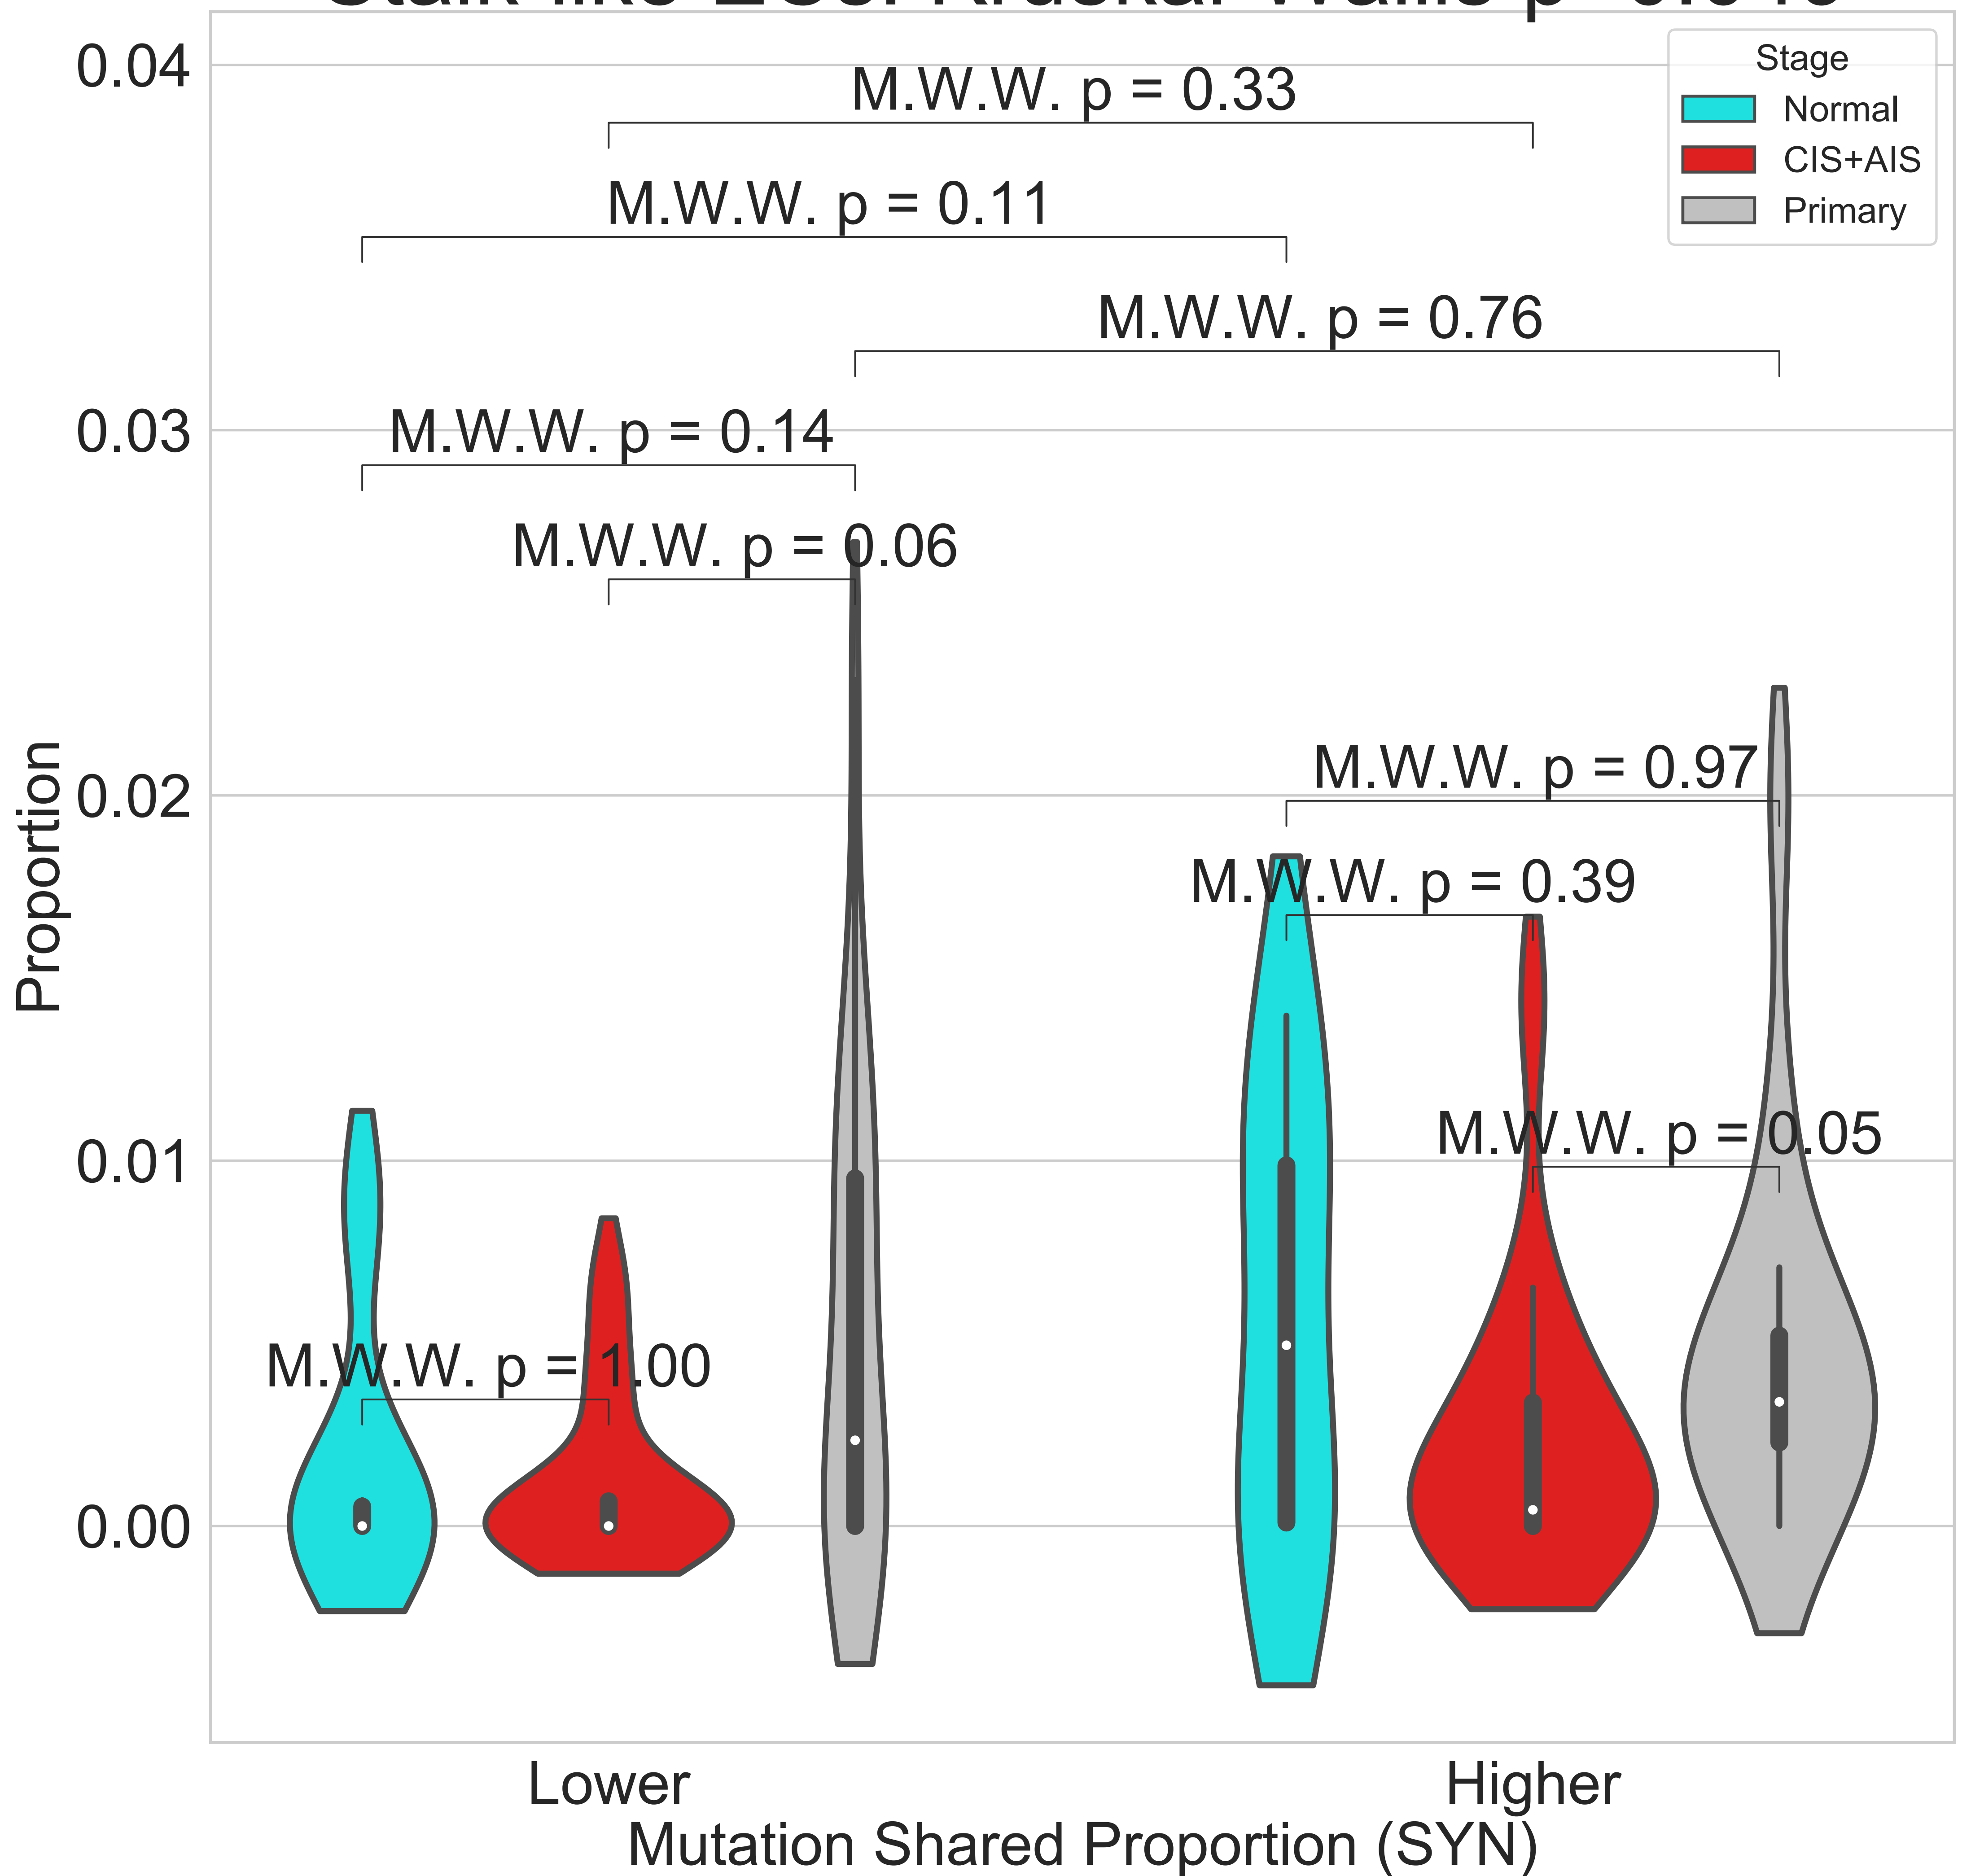 0.04
0.03
0.02
0.01
0.00
Proportion
Stage
Normal
CIS+AIS
Primary
M.W.W. p = 0.33
M.W.W. p = 0.11
M.W.W. p = 0.76
M.W.W. p = 0.14
M.W.W. p = 0.06
M.W.W. p = 0.97
M.W.W. p = 0.39
M.W.W. p = 0.05
M.W.W. p = 1.00
Lower
Higher
Mutation Shared Proportion (SYN)